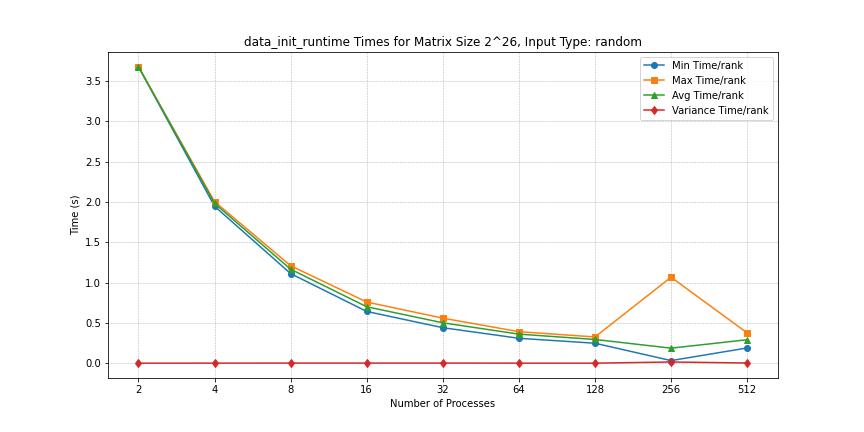 data_init_runtime Times for Matrix Size 2^26, Input Type: random
Min Time/rank
Max Time/rank
Avg Time/rank
Variance Time/rank
Time (s)
3.5
3.0
2.5
2.0
1.5
1.0
0.5
0.0
2 4 8 16 32 64 128 256 512
Number of Processes